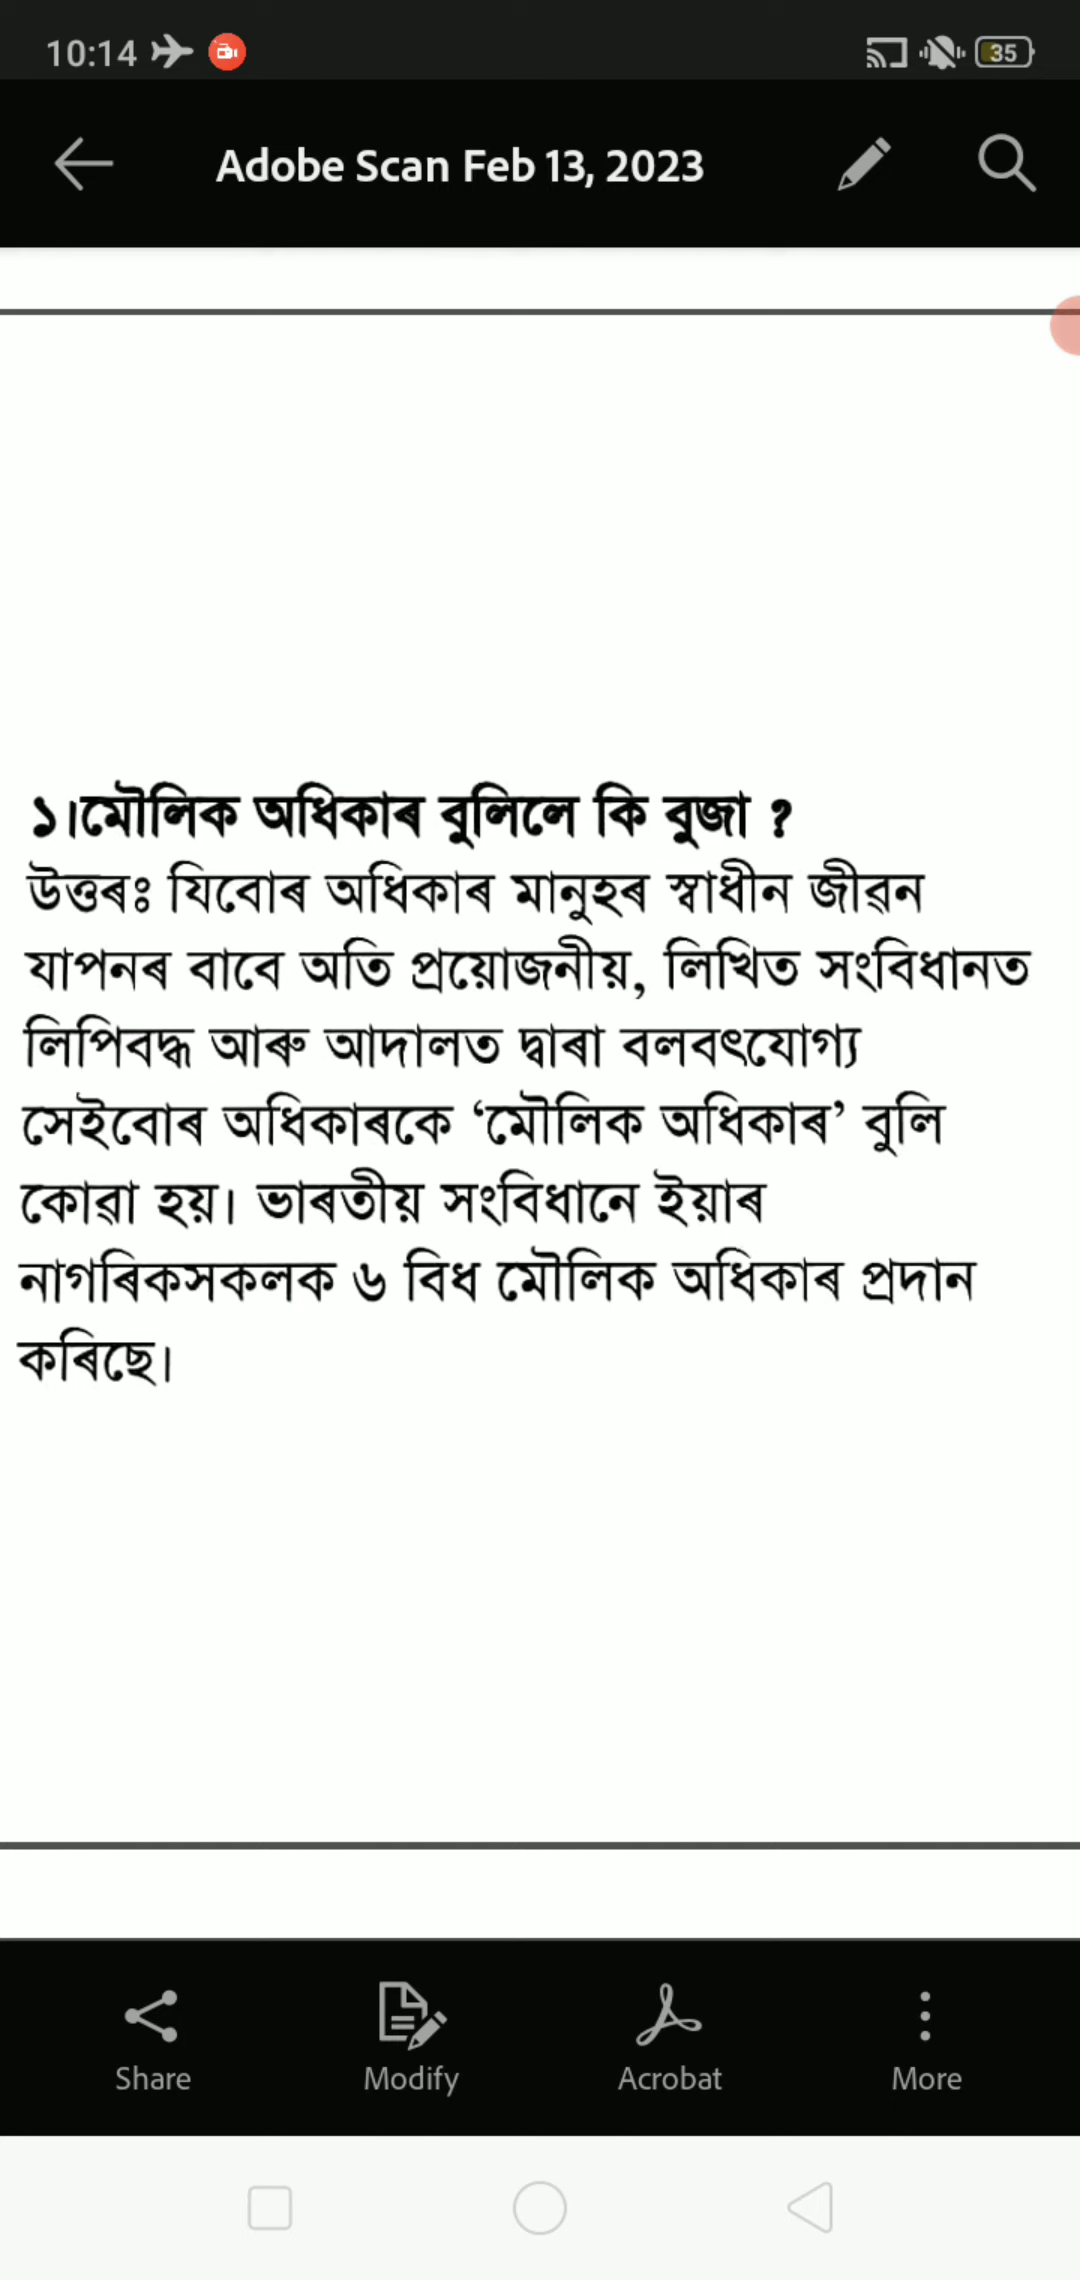 10:14
35
Adobe Scan Feb 13, 2023
১।মৌলিক অধিকাৰ বুলিলে কি বুজা ?
উত্তৰঃ যিবোৰ অধিকাৰ মানুহৰ স্বাধীন জীৱন
যাপনৰ বাবে অতি প্ৰয়োজনীয়, লিখিত সংবিধানত
লিপিবদ্ধ আৰু আদালত দ্বাৰা বলবৎযোগ্য
সেইবোৰ অধিকাৰকে ‘মৌলিক অধিকাৰ’ বুলি
কোৱা হয়। ভাৰতীয় সংবিধানে ইয়াৰ
নাগৰিকসকলক ৬ বিধ মৌলিক অধিকাৰ প্ৰদান
কৰিছে।
Share Modify Acrobat More